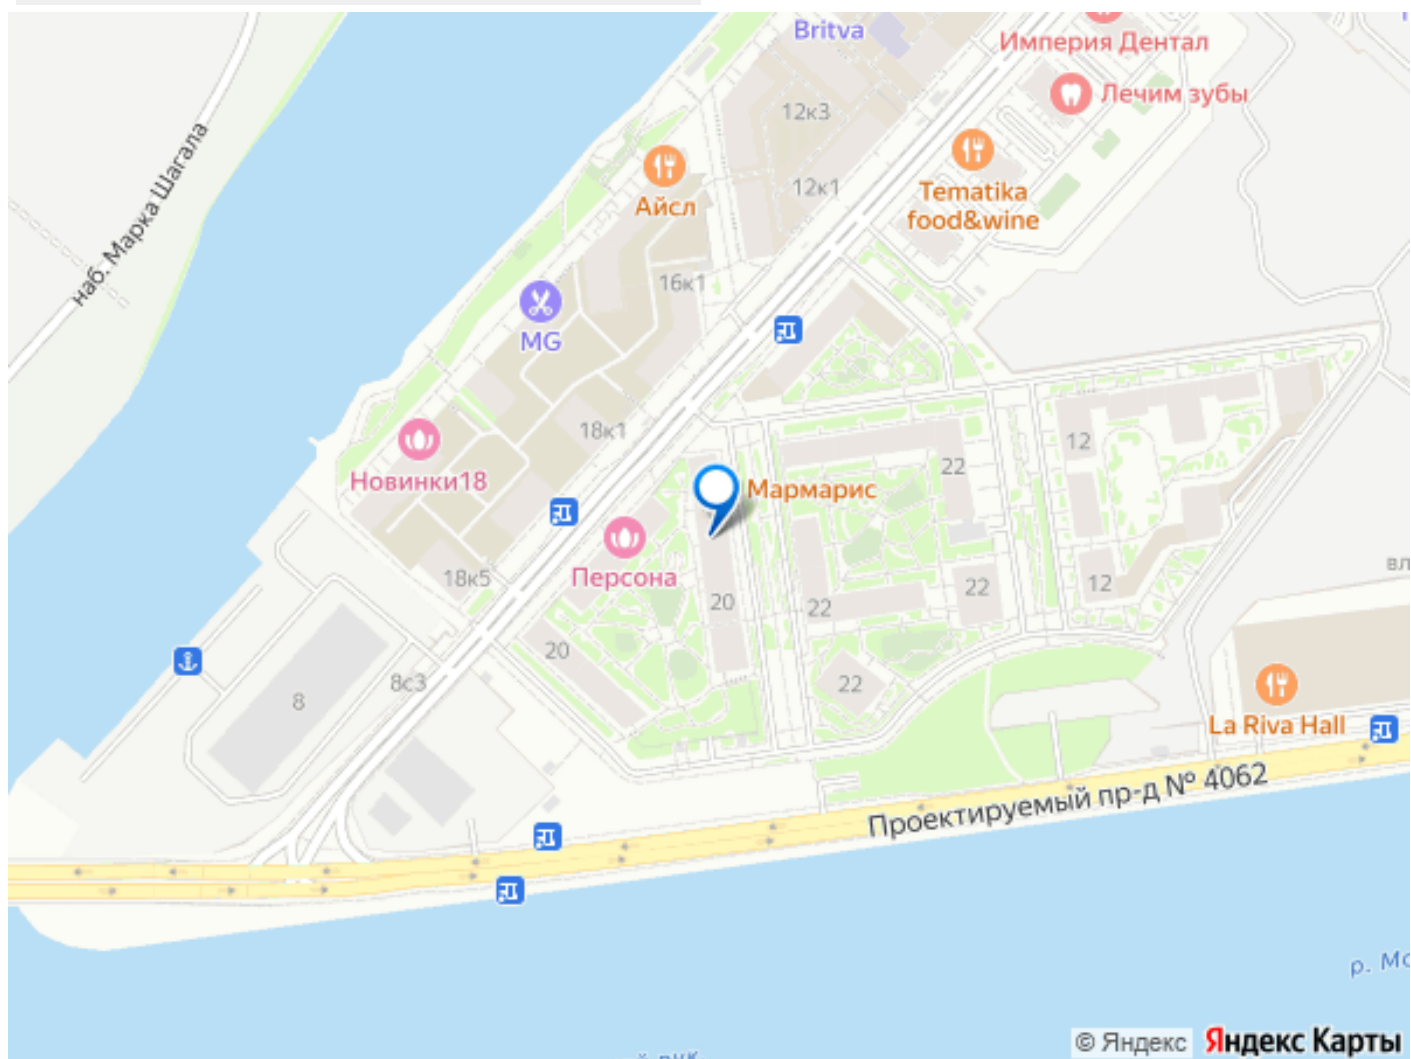 Britva
Империя Дентал
Лечим зубы
12к3
Tematika
food&wine
12к1
Айсл
наб. Марка Шагала
16к1
MG
18к1
12
22
Новинки18
Мармарис
Персона
18к5
20
22
22
12
вл
20
22
8с3
8
La Riva Hall
Проектируемый пр-д № 4062
р. Мо
© Яндекс
Яндекс Карты